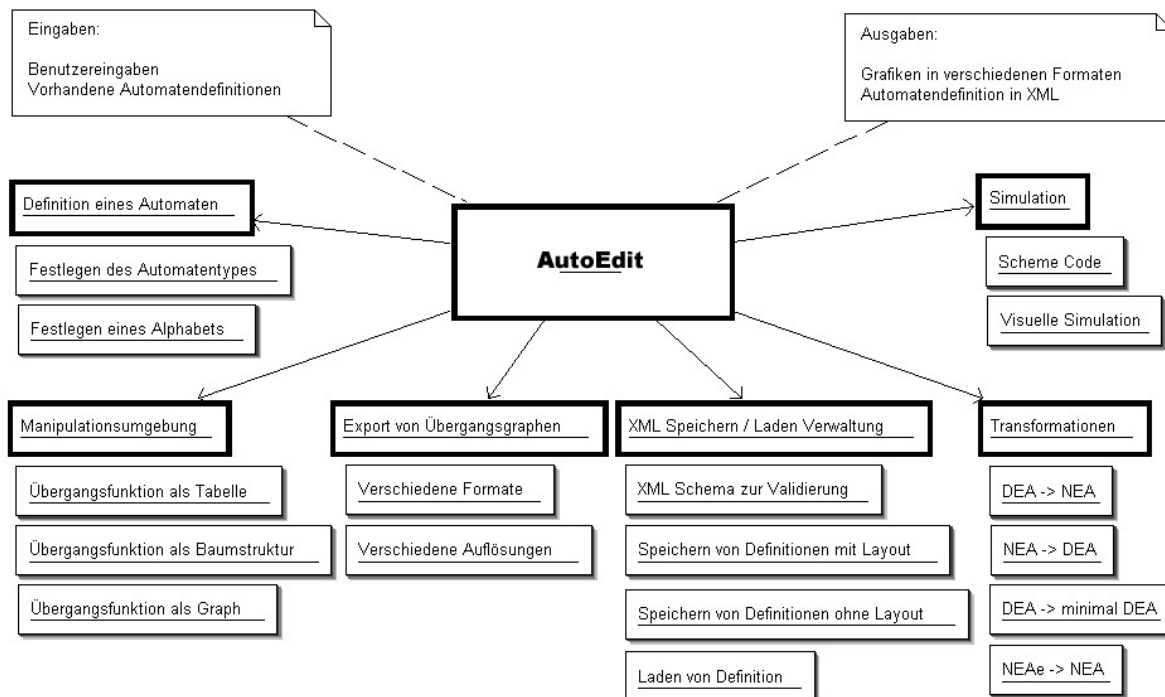 Eingaben:
Benutzereingaben
Vorhandene Automatendefinitionen
Ausgaben:
Grafiken in verschiedenen Formaten
Automatendefinition in XML
AutoEdit
Definition eines Automaten
Festlegen des Automatentypes
Festlegen eines Alphabets
Simulation
Scheme Code
Visuelle Simulation
Manipulationsumgebung
Übergangsfunktion als Tabelle
Übergangsfunktion als Baumstruktur
Übergangsfunktion als Graph
Export von Übergangsgraphen
Verschiedene Formate
Verschiedene Auflösungen
XML Speichern / Laden Verwaltung
XML Schema zur Validierung
Speichern von Definitionen mit Layout
Speichern von Definitionen ohne Layout
Laden von Definition
Transformationen
DEA -> NEA
NEA -> DEA
DEA -> minimal DEA
NEAe -> NEA